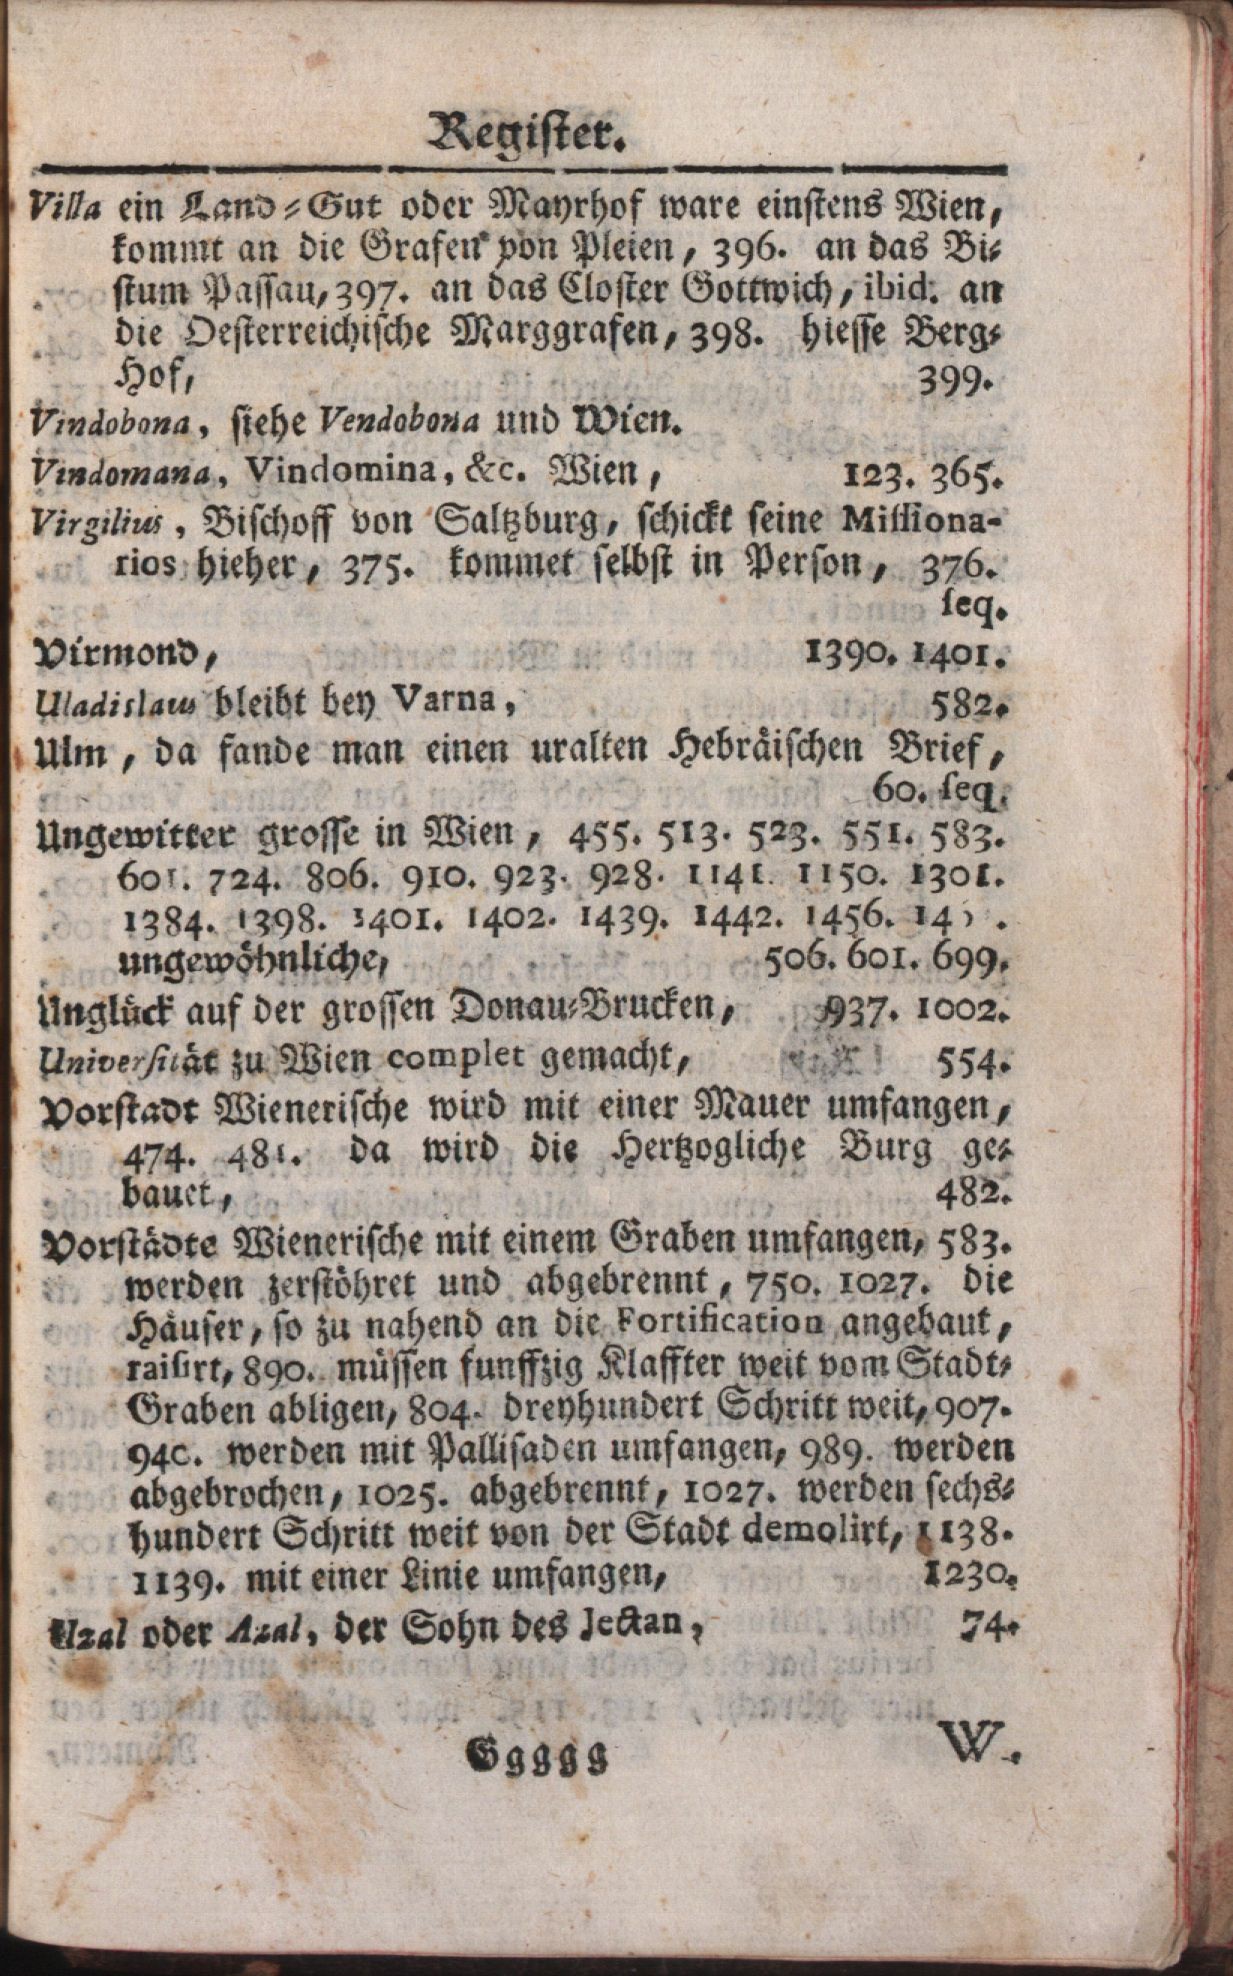 Register.
Villa ein Land-Gut oder Mayrhof ware einstens Wien,
kommt an die Grafen von Pleien, 396. an das Bi-
stum Passau, 397. an das Closter Gottwich, ibid. an
die Oesterreichische Marggrafen, 398. hiesse Berg-
Hof, 399.
Vindobona, siehe Vendobona und Wien.
Vindomana, Vindomina, &c. Wien, 123. 365.
Virgilius, Bischoff von Saltzburg, schickt seine Missiona-
rios hieher, 375. kommet selbst in Person, 376.
seq.
Virmond, 1390. 1401.
Uladislaus bleibt bey Varna, 582.
Ulm, da fande man einen uralten Hebräischen Brief,
60. seq.
Ungewitter grosse in Wien, 455. 513. 523. 551. 583.
601. 724. 806. 910. 923. 928. 1141. 1150. 1301.
1384. 1398. 1401. 1402. 1439. 1442. 1456.
ungewöhnliche, 506. 601. 699.
Unglück auf der grossen Donau-Brucken, 937. 1002.
Universität zu Wien complet gemacht, 554.
Vorstadt Wienerische wird mit einer Mauer umfangen,
474. 481. da wird die Hertzogliche Burg ge-
bauet, 482.
Vorstädte Wienerische mit einem Graben umfangen, 583.
werden zerstöhret und abgebrennt, 750. 1027. die
Häuser, so zu nahend an die Fortification angebaut,
raisirt, 890. müssen funffzig Klaffter weit vom Stadt-
Graben abligen, 804. dreyhundert Schritt weit, 907.
940. werden mit Pallisaden umfangen, 989. werden
abgebrochen, 1025. abgebrennt, 1027. werden sechs-
hundert Schritt weit von der Stadt demolirt, 1138.
1139. mit einer Linie umfangen, 1230.
Uzal oder Azal, der Sohn des Jectan, 74.
Ggggg W.